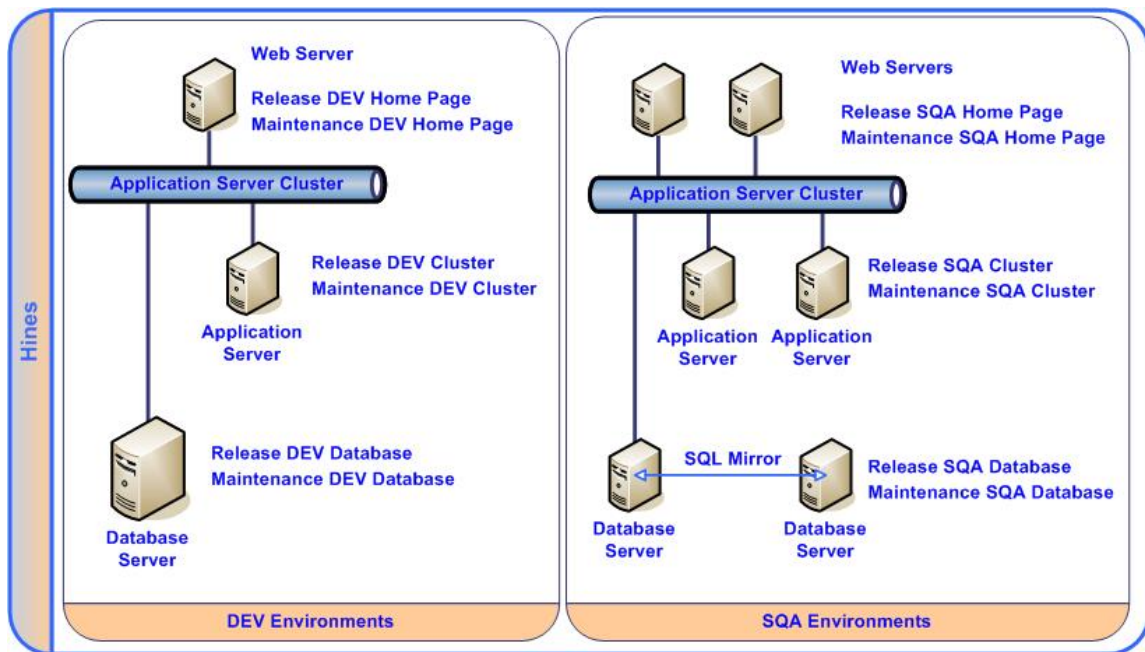 Hines
Web Server
Release DEV Home Page
Maintenance DEV Home Page
Application Server Cluster
Release DEV Cluster
Maintenance DEV Cluster
Application
Server
Release DEV Database
Maintenance DEV Database
Database
Server
DEV Environments
Web Servers
Release SQA Home Page
Maintenance SQA Home Page
Application Server Cluster
Release SQA Cluster
Maintenance SQA Cluster
Application
Server
Application
Server
SQL Mirror
Release SQA Database
Maintenance SQA Database
Database
Server
Database
Server
SQA Environments